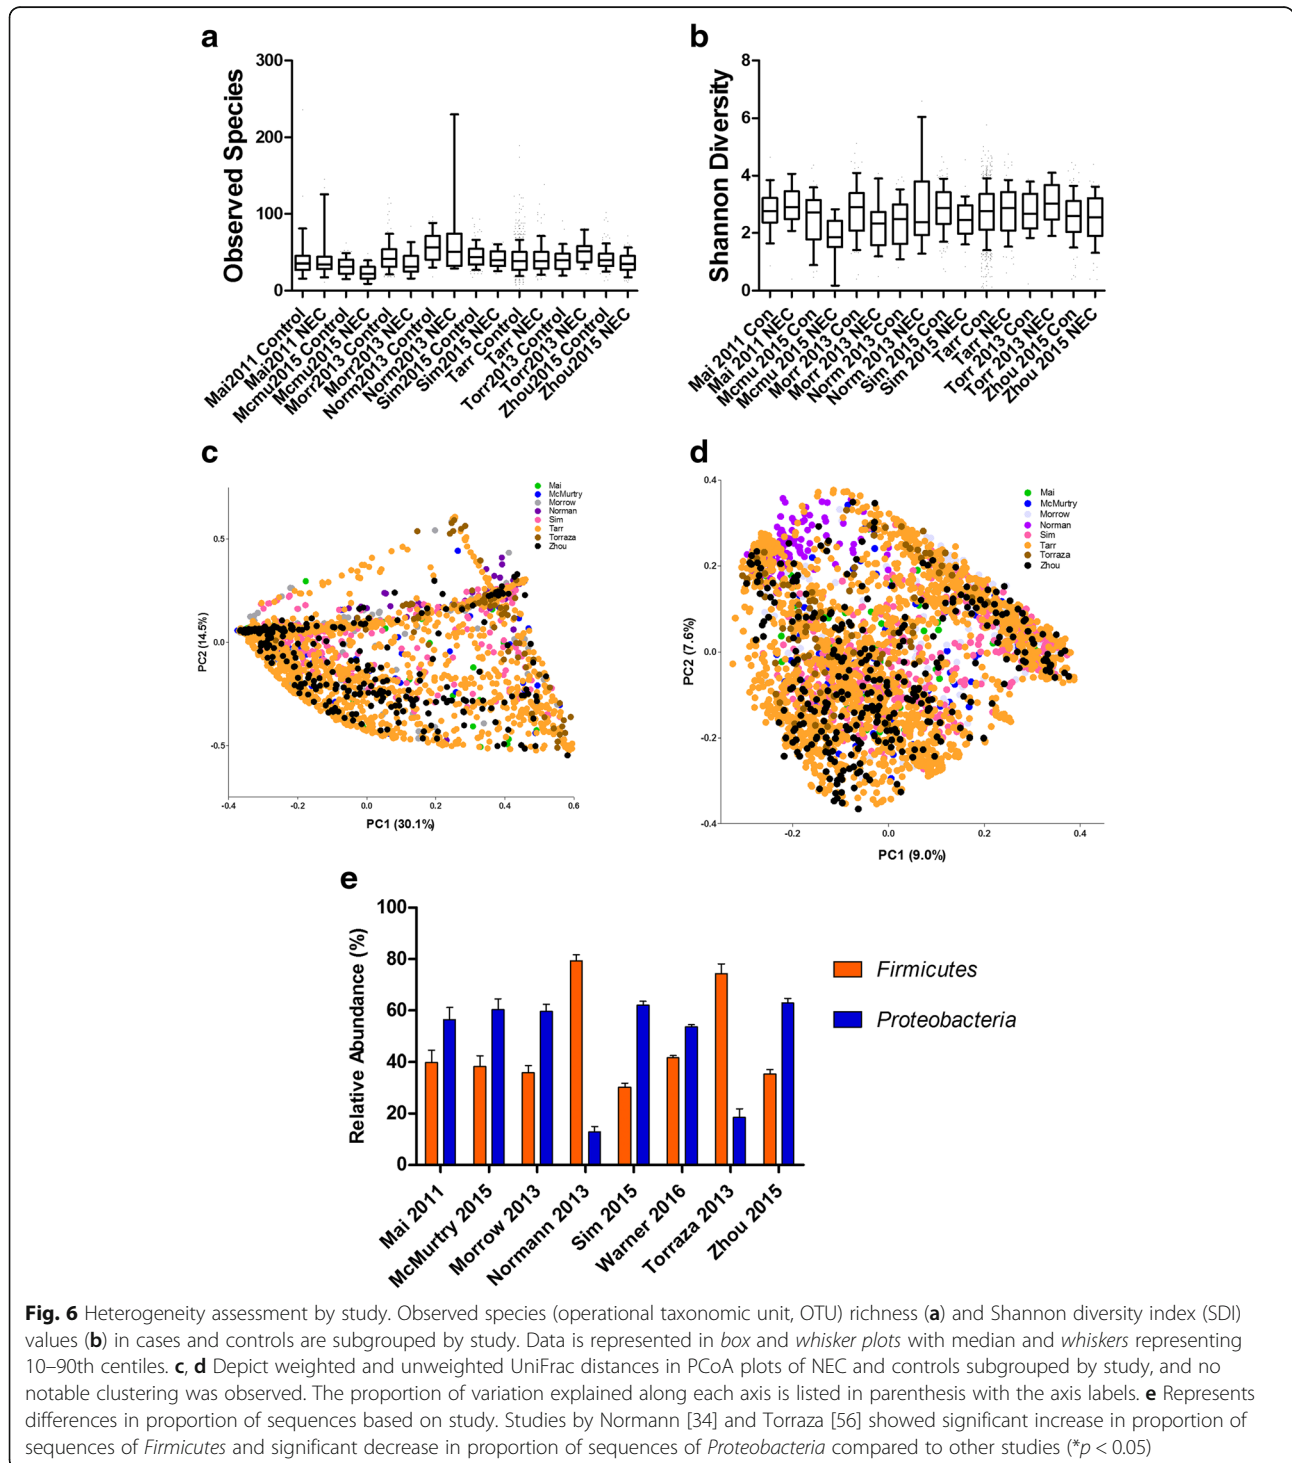 a
Observed Species
300
200
100
0
Mai2011 Control
Mai2011 NEC
Mcmu2015 Control
Mcmu2015 NEC
Morr2013 Control
Morr2013 NEC
Norm2013 Control
Norm2013 NEC
Sim2015 Control
Sim2015 NEC
Tarr Control
Tarr NEC
Torr2013 Control
Torr2013 NEC
Zhou2015 Control
Zhou2015 NEC
b
Shannon Diversity
8
6
4
2
0
Mai 2011 Con
Mai 2011 NEC
Mcmu 2015 Con
Mcmu 2015 NEC
Morr 2013 Con
Morr 2013 NEC
Norm 2013 Con
Norm 2013 NEC
Sim 2015 Con
Sim 2015 NEC
Tarr Con
Tarr NEC
Torr 2013 Con
Torr 2013 NEC
Zhou 2015 Con
Zhou 2015 NEC
c
Mai
McMurtry
Morrow
Norman
Sim
Tarr
Torraza
Zhou
PC2 (14.5%)
0.5
0.0
-0.5
-0.4
-0.2
0.0
0.2
0.4
0.6
PC1 (30.1%)
d
Mai
McMurtry
Morrow
Norman
Sim
Tarr
Torraza
Zhou
PC2 (7.6%)
0.4
0.2
0.0
-0.2
-0.4
-0.2
0.0
0.2
0.4
PC1 (9.0%)
e
Relative Abundance (%)
100
80
60
40
20
0
Mai 2011
McMurtry 2015
Morrow 2013
Normann 2013
Sim 2015
Warner 2016
Torraza 2013
Zhou 2015
Firmicutes
Proteobacteria
Fig. 6 Heterogeneity assessment by study. Observed species (operational taxonomic unit, OTU) richness (a) and Shannon diversity index (SDI)
values (b) in cases and controls are subgrouped by study. Data is represented in box and whisker plots with median and whiskers representing
10–90th centiles. c, d Depict weighted and unweighted UniFrac distances in PCoA plots of NEC and controls subgrouped by study, and no
notable clustering was observed. The proportion of variation explained along each axis is listed in parenthesis with the axis labels. e Represents
differences in proportion of sequences based on study. Studies by Normann [34] and Torraza [56] showed significant increase in proportion of
sequences of Firmicutes and significant decrease in proportion of sequences of Proteobacteria compared to other studies (*p < 0.05)